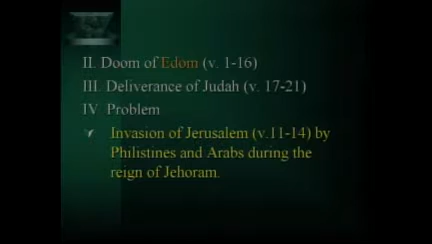 II. Doom of Edom (v. 1-16)
III. Deliverance of Judah (v. 17-21)
IV. Problem
Invasion of Jerusalem (v.11-14) by
Philistines and Arabs during the
reign of Jehoram.